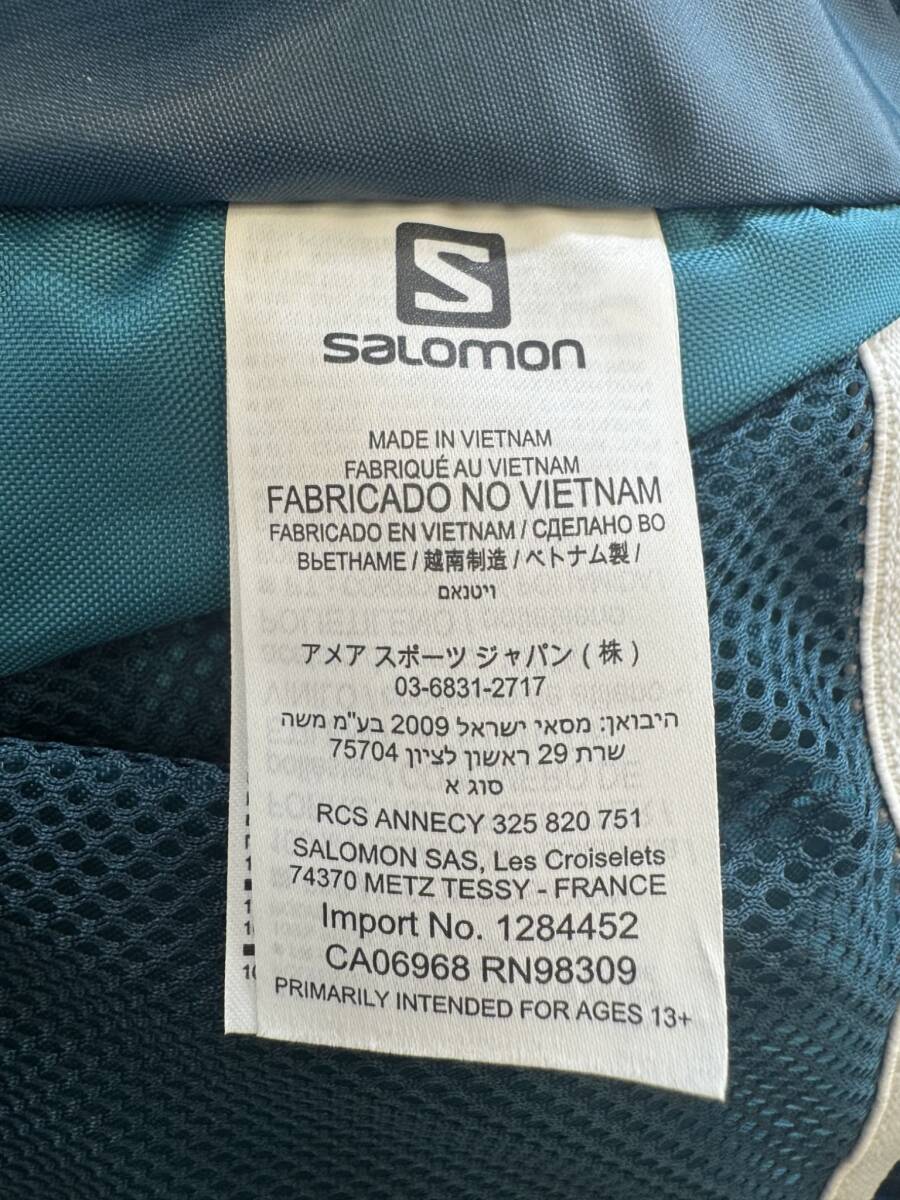 S
SALOMON
MADE IN VIETNAM
FABRIQUÉ AU VIETNAM
FABRICADO NO VIETNAM
FABRICADO EN VIETNAM / СДЕЛАНО ВО
ВЬЕТНАМЕ / 越南制造 / ベトナム製 /
ויטנאם
アメア スポーツ ジャパン ( 株 )
03-6831-2717
היבואן: מסאי ישראל 2009 בע"מ משה
שרת 29 ראשון לציון 75704
סוג א
RCS ANNECY 325 820 751
SALOMON SAS, Les Croiselets
74370 METZ TESSY - FRANCE
Import No. 1284452
CA06968 RN98309
PRIMARILY INTENDED FOR AGES 13+